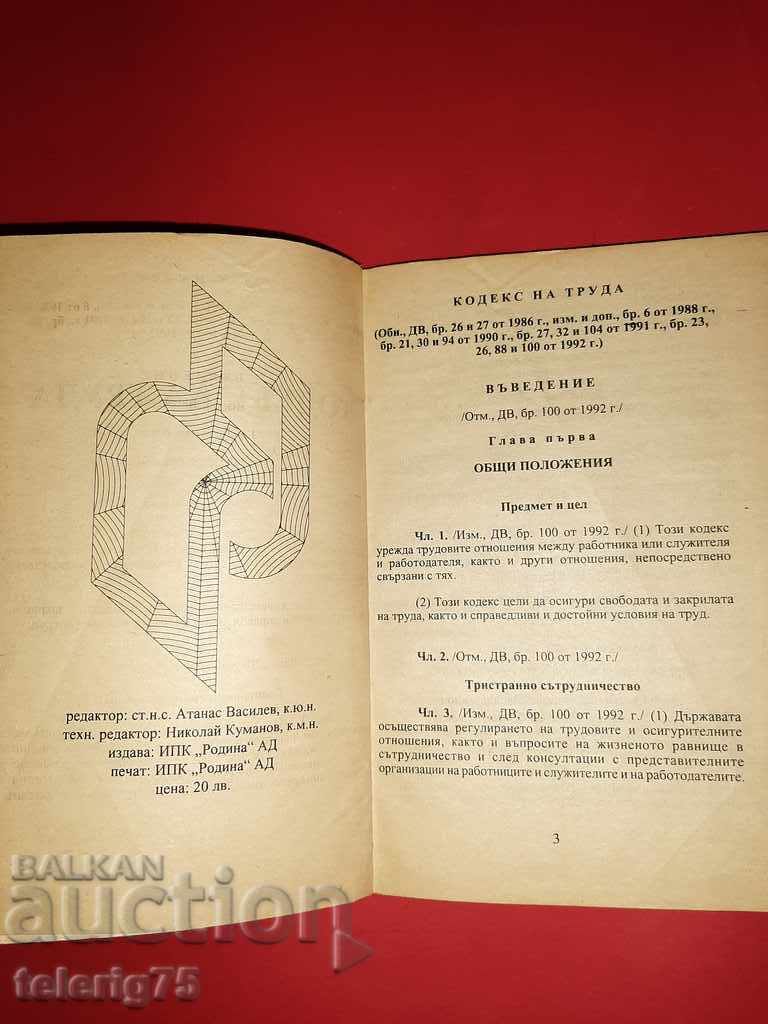 редактор: ст.н.с. Атанас Василев, к.ю.н.
техн. редактор: Николай Куманов, к.м.н.
издава: ИПК „Родина“ АД
печат: ИПК „Родина“ АД
цена: 20 лв.
КОДЕКС НА ТРУДА
(Обн., ДВ, бр. 26 и 27 от 1986 г., изм. и доп., бр. 6 от 1988 г.,
бр. 21, 30 и 94 от 1990 г., бр. 27, 32 и 104 от 1991 г., бр. 23,
26, 88 и 100 от 1992 г.)
ВЪВЕДЕНИЕ
/Отм., ДВ, бр. 100 от 1992 г./
Глава първа
ОБЩИ ПОЛОЖЕНИЯ
Предмет и цел
Чл. 1. /Изм., ДВ, бр. 100 от 1992 г./ (1) Този кодекс
урежда трудовите отношения между работника или служителя
и работодателя, както и други отношения, непосредствено
свързани с тях.
(2) Този кодекс цели да осигури свободата и закрилата
на труда, както и справедливи и достойни условия на труд.
Чл. 2. /Отм., ДВ, бр. 100 от 1992 г./
Тристранно сътрудничество
Чл. 3. /Изм., ДВ, бр. 100 от 1992 г./ (1) Държавата
осъществява регулирането на трудовите и осигурителните
отношения, както и въпросите на жизненото равнище в
сътрудничество и след консултации с представителните
организации на работниците и служителите и на работодателите.
3
BALKAN
auction
telerig75